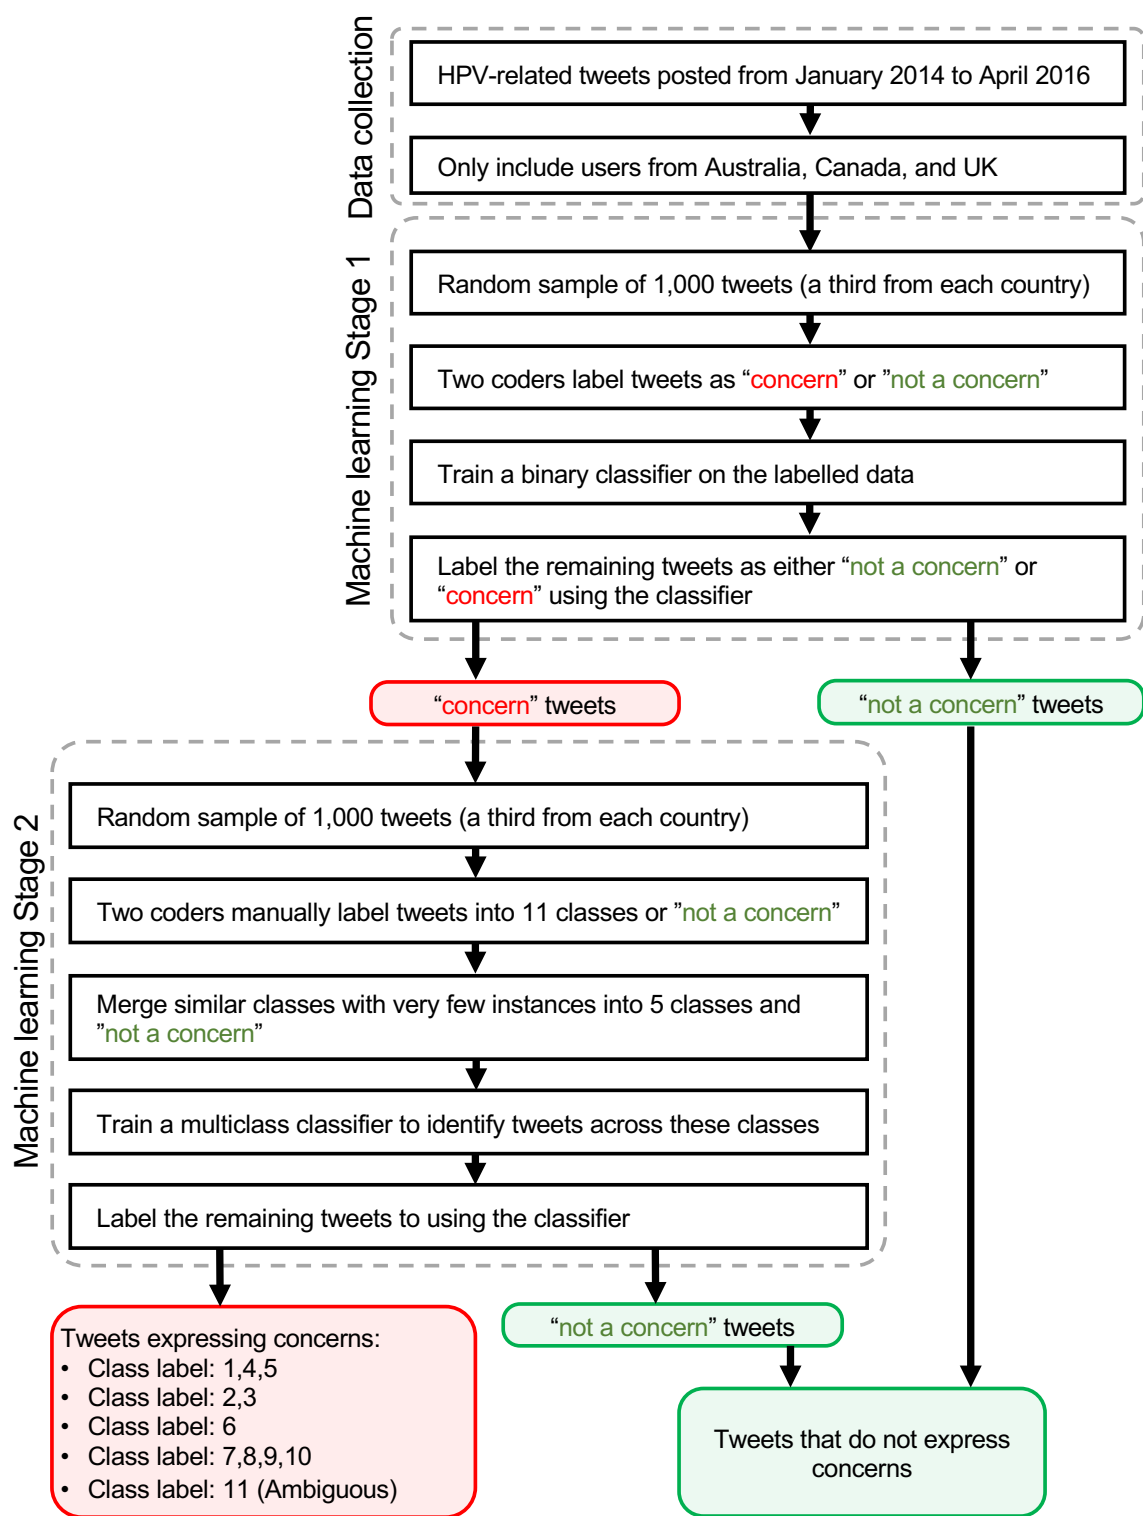 Data collection
HPV-related tweets posted from January 2014 to April 2016
Only include users from Australia, Canada, and UK
Machine learning Stage 1
Random sample of 1,000 tweets (a third from each country)
Two coders label tweets as “concern” or ”not a concern”
Train a binary classifier on the labelled data
Label the remaining tweets as either “not a concern” or
“concern” using the classifier
“concern” tweets
“not a concern” tweets
Machine learning Stage 2
Random sample of 1,000 tweets (a third from each country)
Two coders manually label tweets into 11 classes or ”not a concern”
Merge similar classes with very few instances into 5 classes and
”not a concern”
Train a multiclass classifier to identify tweets across these classes
Label the remaining tweets to using the classifier
Tweets expressing concerns:
• Class label: 1,4,5
• Class label: 2,3
• Class label: 6
• Class label: 7,8,9,10
• Class label: 11 (Ambiguous)
“not a concern” tweets
Tweets that do not express
concerns